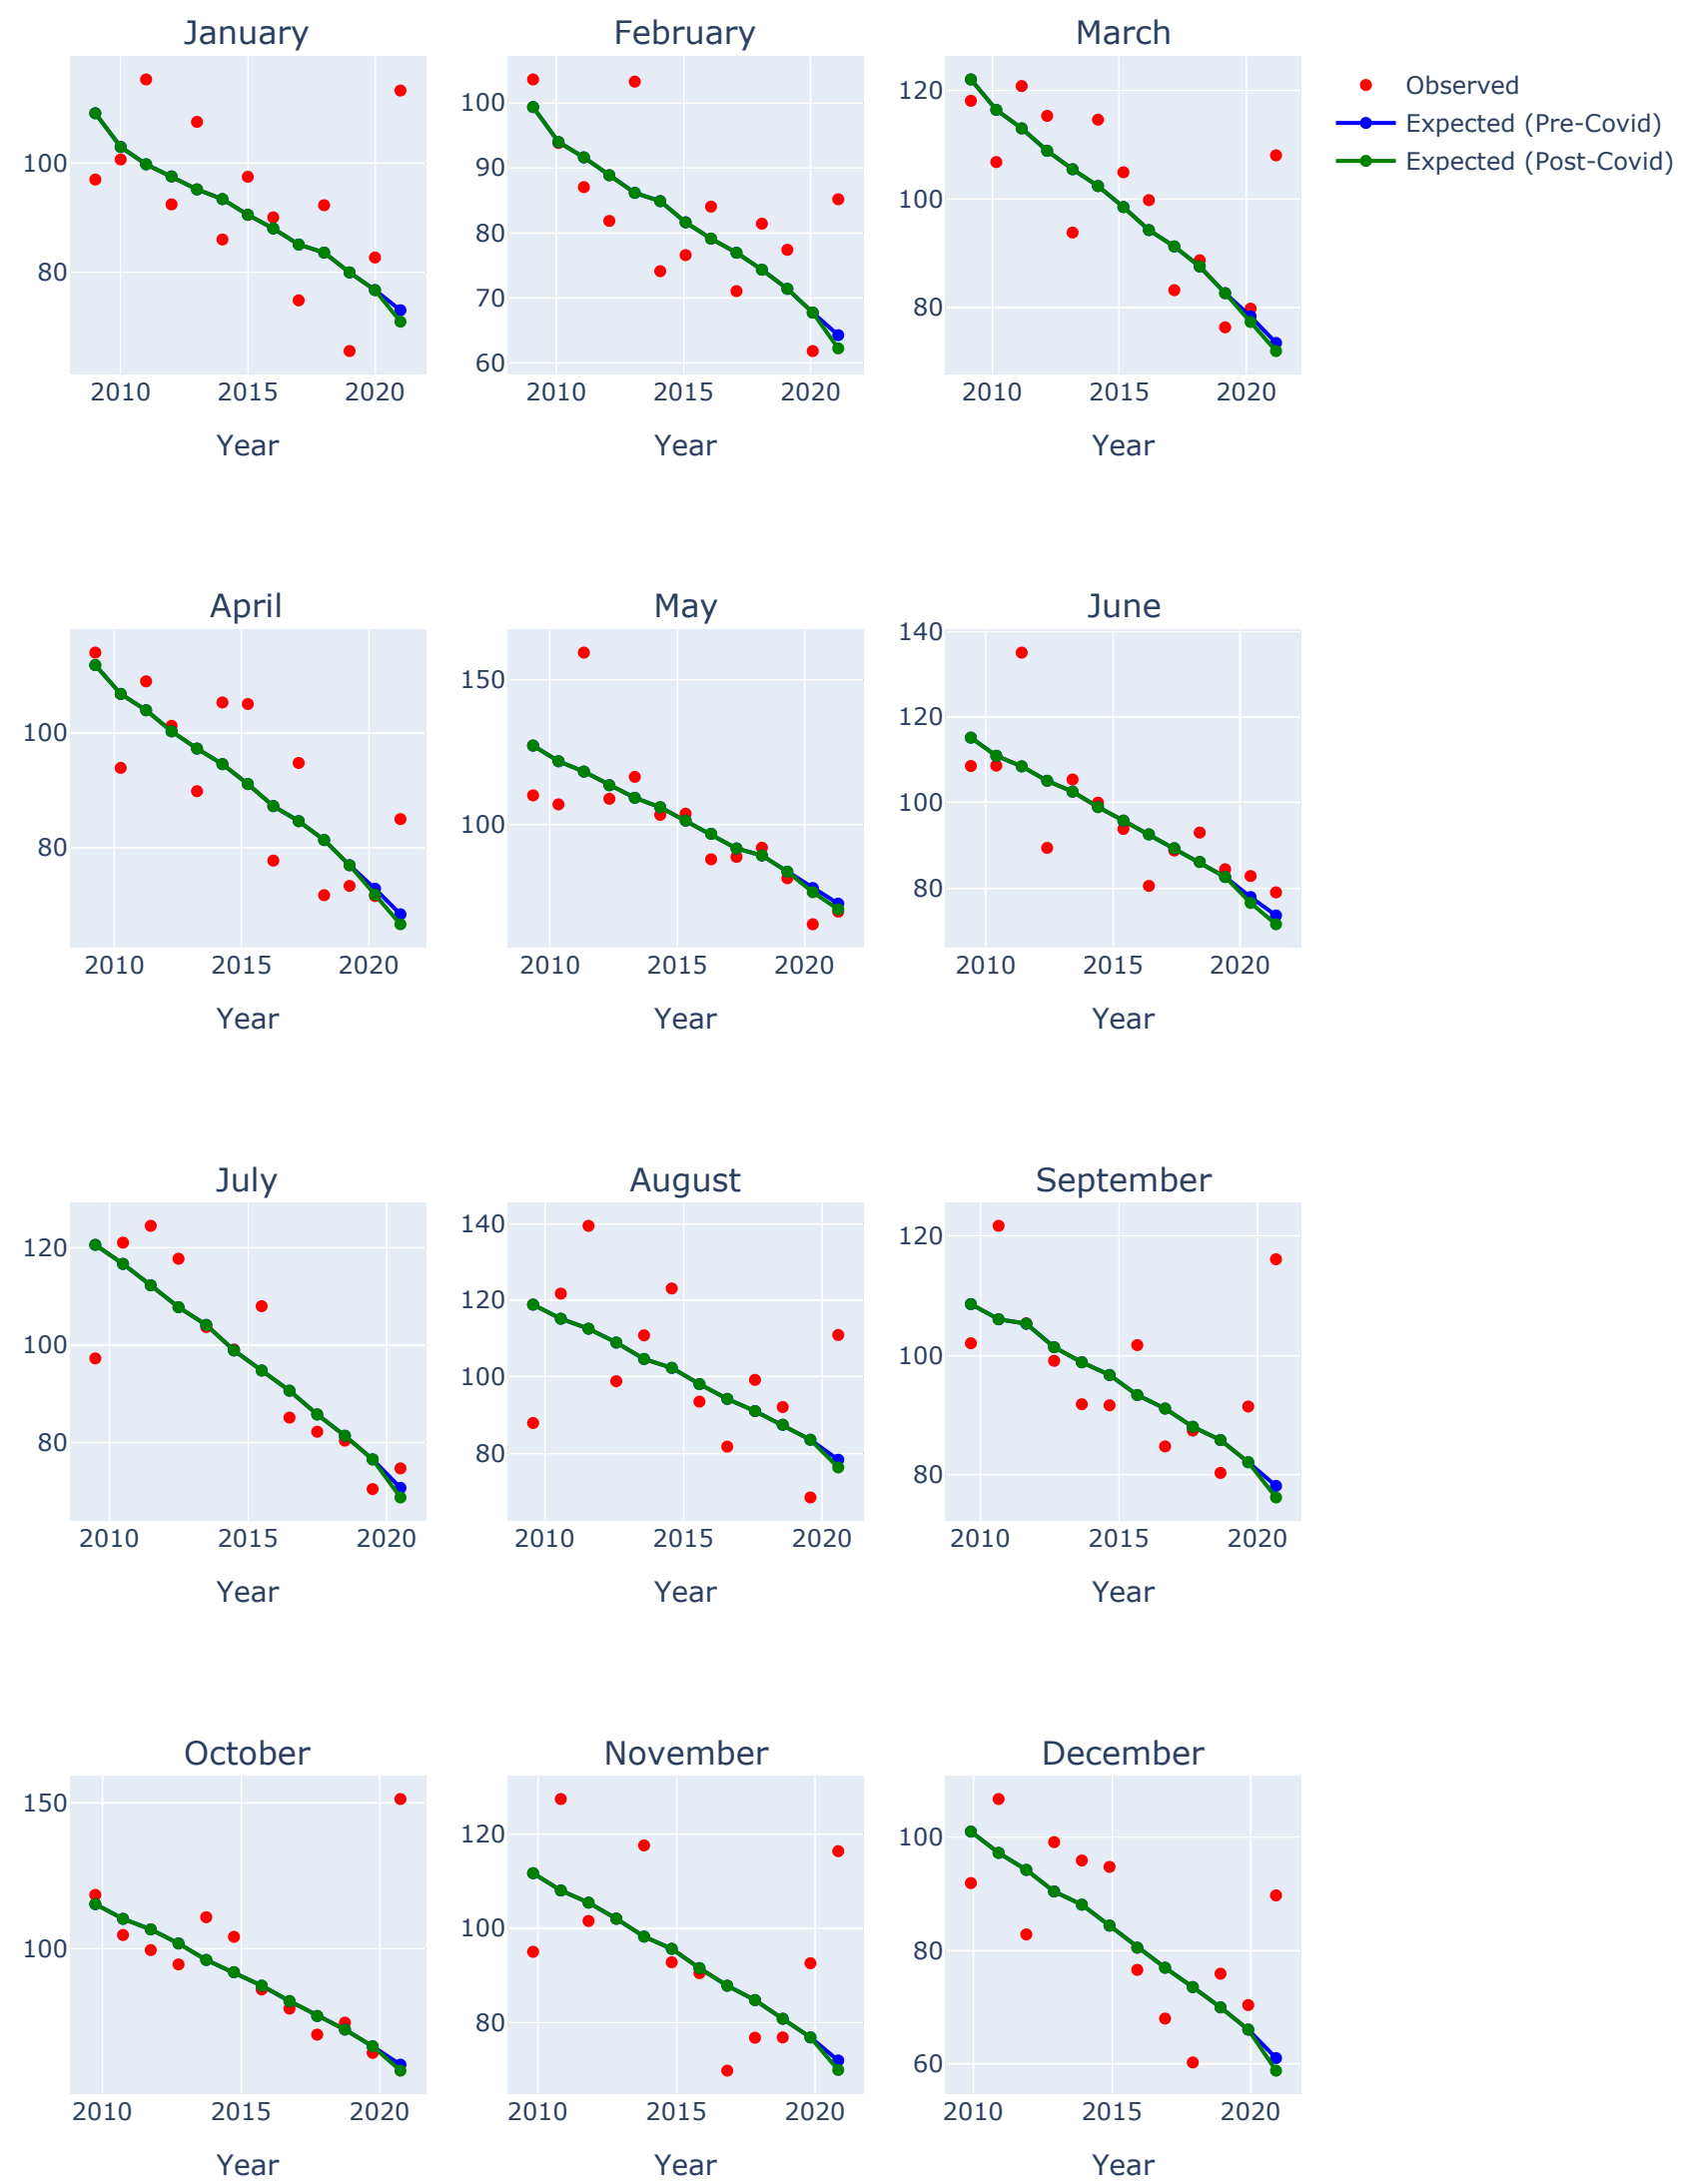 January February March
Observed
Expected (Pre-Covid)
Expected (Post-Covid)
100
80
2010 2015 2020
Year
100
90
80
70
60
2010 2015 2020
Year
120
100
80
2010 2015 2020
Year
April May June
100
80
2010 2015 2020
Year
150
100
2010 2015 2020
Year
140
120
100
80
2010 2015 2020
Year
July August September
120
100
80
2010 2015 2020
Year
140
120
100
80
2010 2015 2020
Year
120
100
80
2010 2015 2020
Year
October November December
150
100
2010 2015 2020
Year
120
100
80
2010 2015 2020
Year
100
80
60
2010 2015 2020
Year